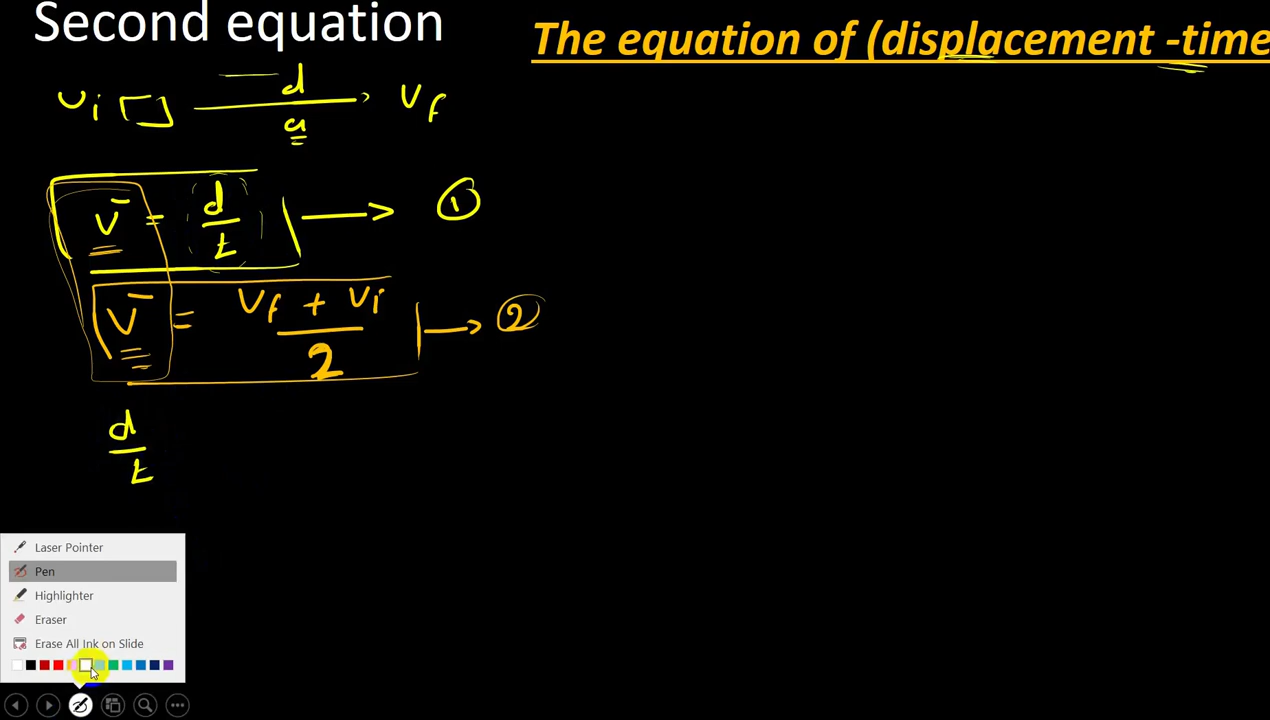 Second equation
The equation of (displacement -time
vi d vf
a
v̄ = d/t → ①
v̄ = vf + vi / 2 → ②
d/t
Laser Pointer
Pen
Highlighter
Eraser
Erase All Ink on Slide